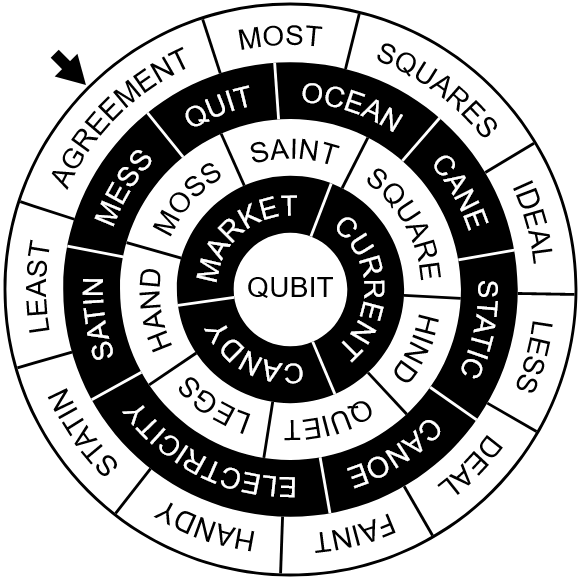 AGREEMENT
MOST
SQUARES
IDEAL
LESS
DEAL
FAINT
HANDY
STATIN
LEAST
MESS
QUIT
OCEAN
CANE
STATIC
CANOE
ELECTRICITY
SATIN
MOSS
SAINT
SQUARE
HIND
QUIET
LEGS
HAND
MARKET
CURRENT
CANDY
QUBIT